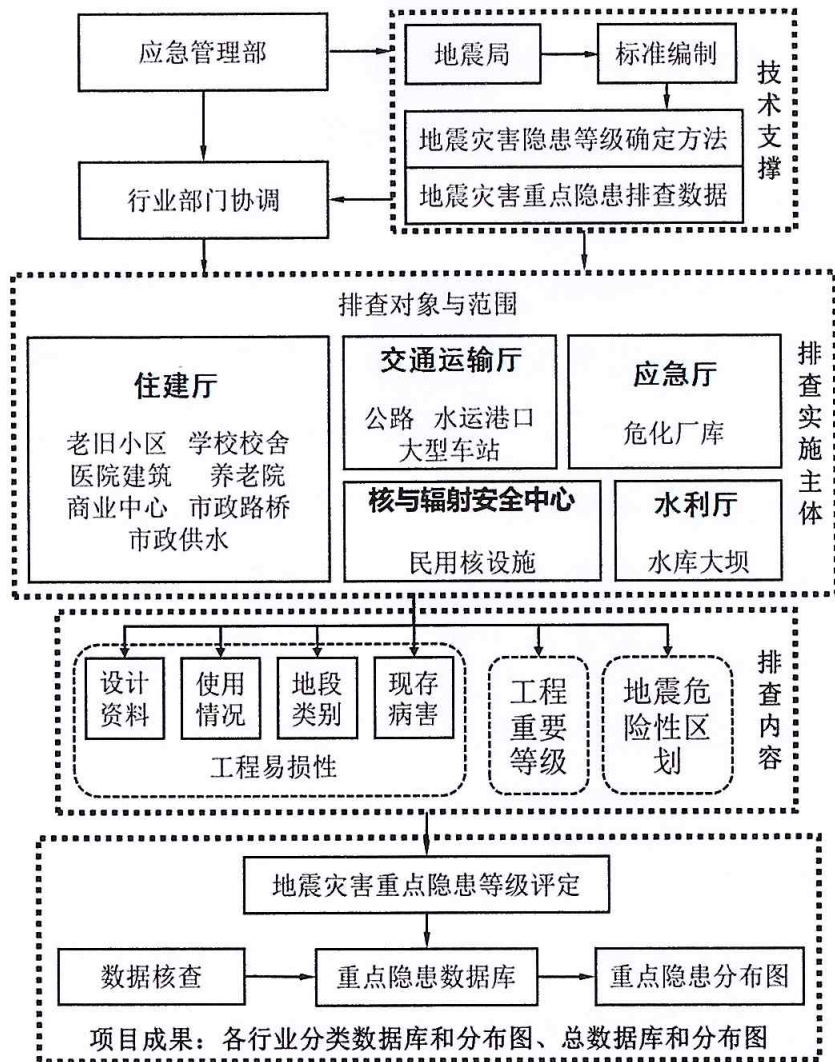 应急管理部
地震局
标准编制
技术支撑
地震灾害隐患等级确定方法
地震灾害重点隐患排查数据
行业部门协调
排查对象与范围
住建厅
老旧小区 学校校舍
医院建筑 养老院
商业中心 市政路桥
市政供水
交通运输厅
公路 水运港口
大型车站
应急厅
危化厂库
核与辐射安全中心
民用核设施
水利厅
水库大坝
排查实施主体
设计
资料
使用
情况
地段
类别
现存
病害
工程易损性
工程
重要
等级
地震危
险性区
划
排查内容
地震灾害重点隐患等级评定
数据核查
重点隐患数据库
重点隐患分布图
项目成果：各行业分类数据库和分布图、总数据库和分布图